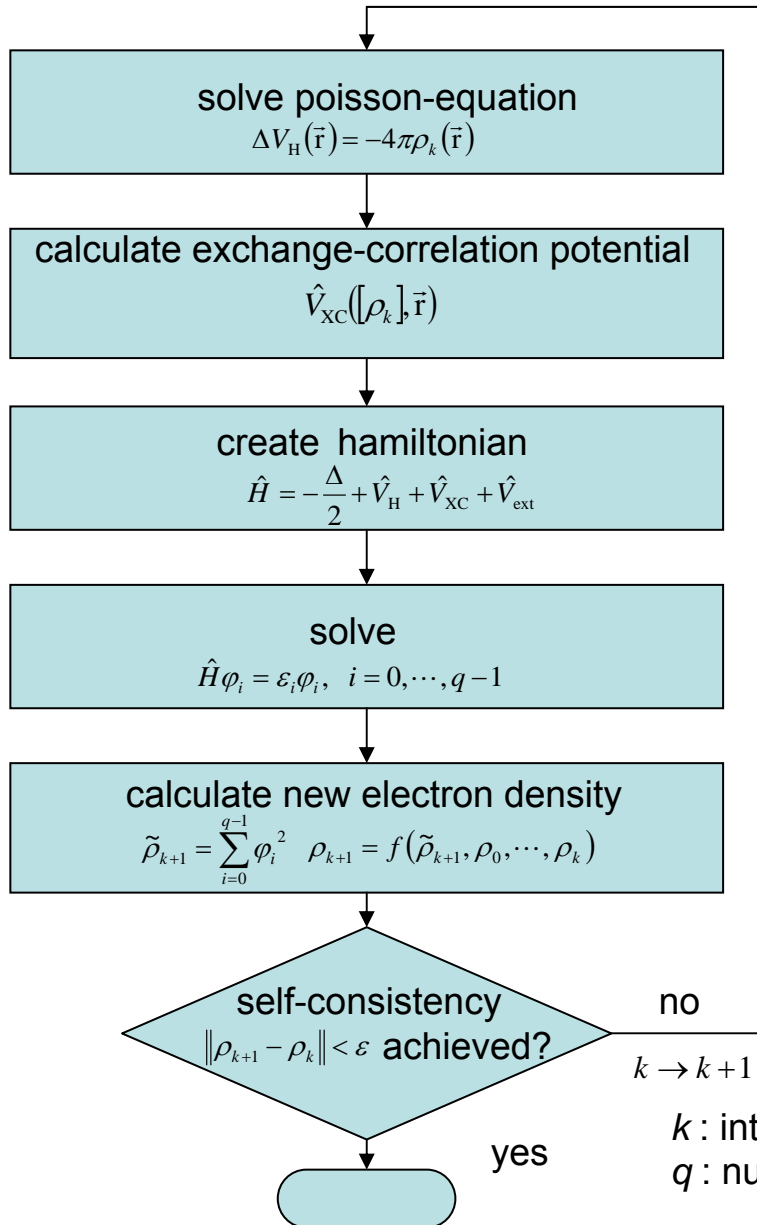 solve poisson-equation
ΔV_H(r⃗) = −4πρ_k(r⃗)
calculate exchange-correlation potential
V̂_XC([ρ_k], r⃗)
create hamiltonian
Ĥ = −Δ/2 + V̂_H + V̂_XC + V̂_ext
solve
Ĥφ_i = ε_iφ_i, i = 0,⋯,q−1
calculate new electron density
ρ̃_{k+1} = ∑_{i=0}^{q−1} φ_i² ρ_{k+1} = f(ρ̃_{k+1}, ρ_0,⋯,ρ_k)
self-consistency
‖ρ_{k+1} − ρ_k‖ < ε achieved?
no
k → k+1
yes
k : int
q : nu